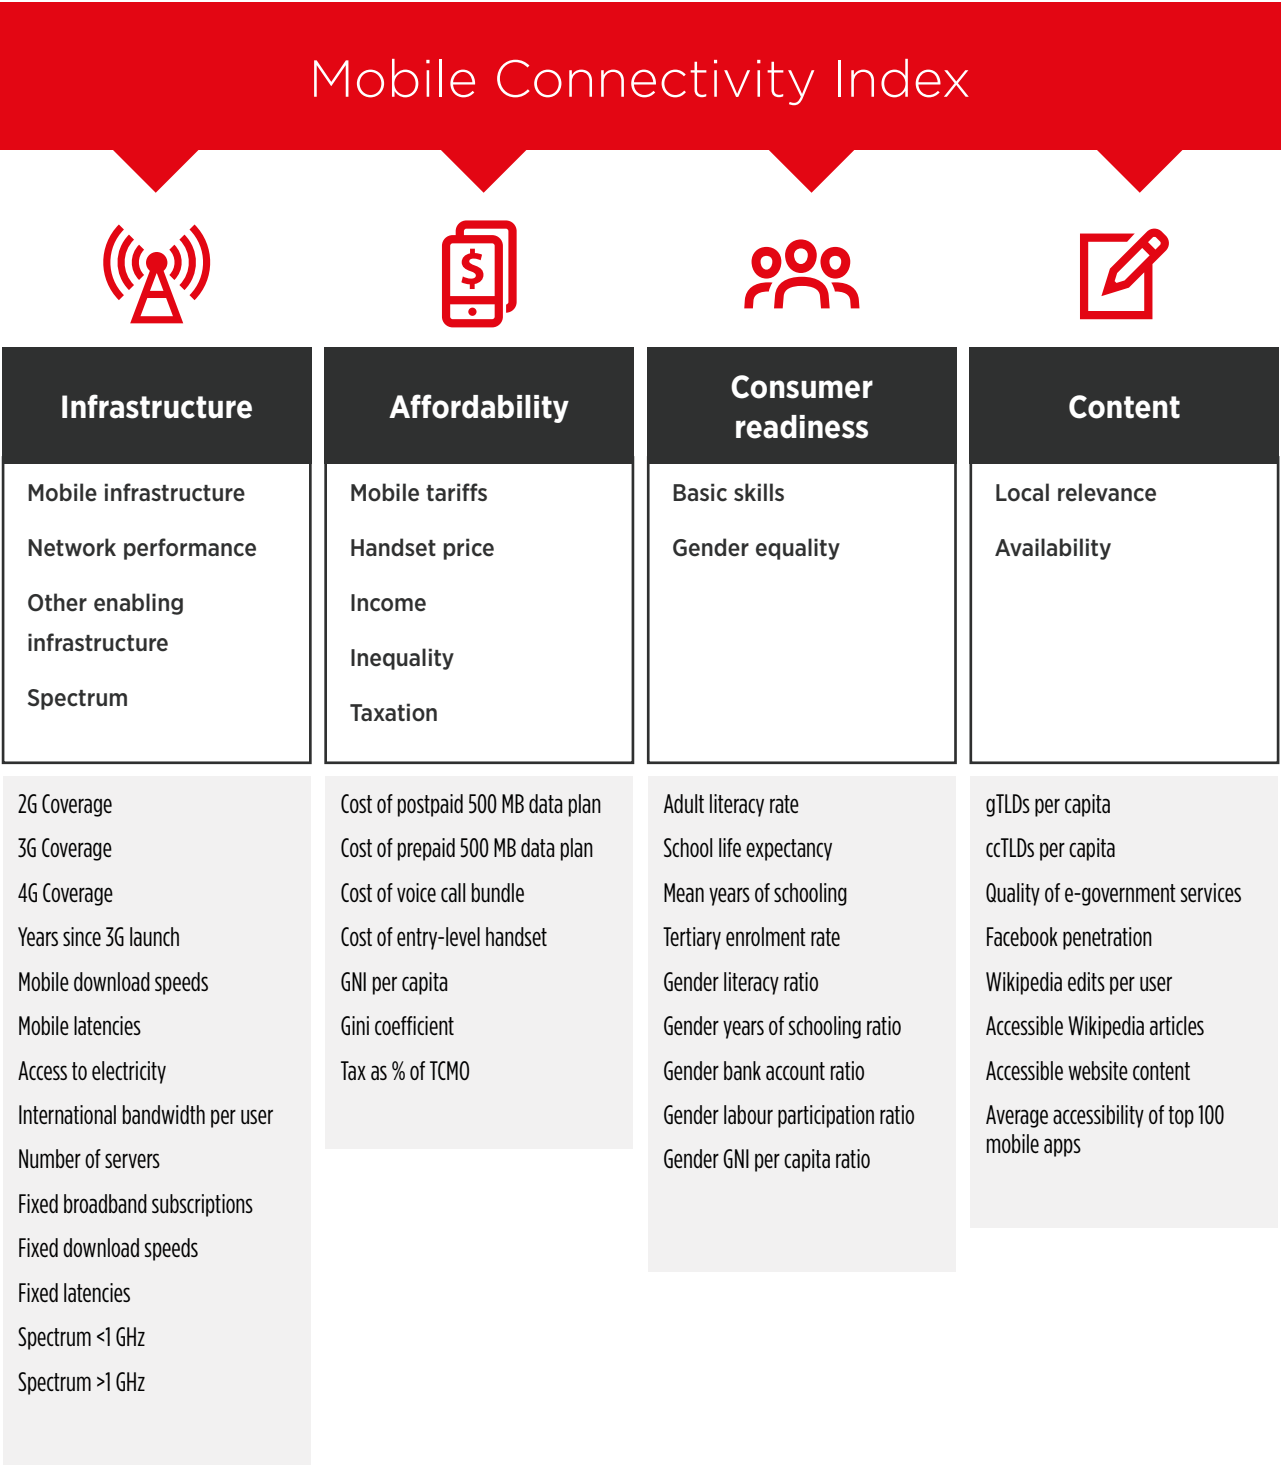 Mobile Connectivity Index
$
Infrastructure
Mobile infrastructure
Network performance
Other enabling
infrastructure
Spectrum
2G Coverage
3G Coverage
4G Coverage
Years since 3G launch
Mobile download speeds
Mobile latencies
Access to electricity
International bandwidth per user
Number of servers
Fixed broadband subscriptions
Fixed download speeds
Fixed latencies
Spectrum <1 GHz
Spectrum >1 GHz
Affordability
Mobile tariffs
Handset price
Income
Inequality
Taxation
Cost of postpaid 500 MB data plan
Cost of prepaid 500 MB data plan
Cost of voice call bundle
Cost of entry-level handset
GNI per capita
Gini coefficient
Tax as % of TCMO
Consumer
readiness
Basic skills
Gender equality
Adult literacy rate
School life expectancy
Mean years of schooling
Tertiary enrolment rate
Gender literacy ratio
Gender years of schooling ratio
Gender bank account ratio
Gender labour participation ratio
Gender GNI per capita ratio
Content
Local relevance
Availability
gTLDs per capita
ccTLDs per capita
Quality of e-government services
Facebook penetration
Wikipedia edits per user
Accessible Wikipedia articles
Accessible website content
Average accessibility of top 100
mobile apps